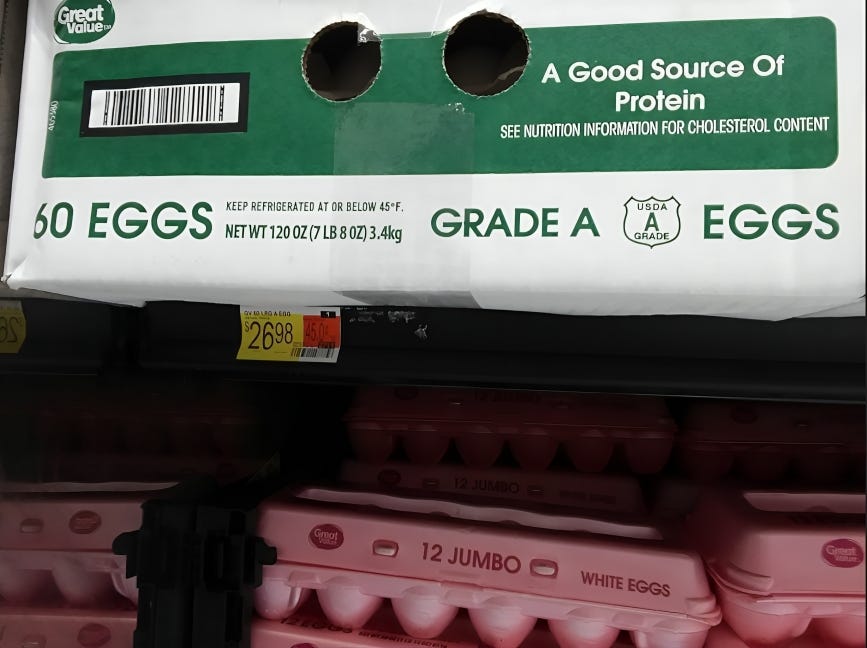 Great
Value
A Good Source Of
Protein
SEE NUTRITION INFORMATION FOR CHOLESTEROL CONTENT
60 EGGS
KEEP REFRIGERATED AT OR BELOW 45°F.
NET WT 120 OZ (7 LB 8 OZ) 3.4kg
GRADE A
USDA
A
GRADE
EGGS
$26.98
12 JUMBO
Great
Value
12 JUMBO
WHITE EGGS
Great
Value
12 EGGS